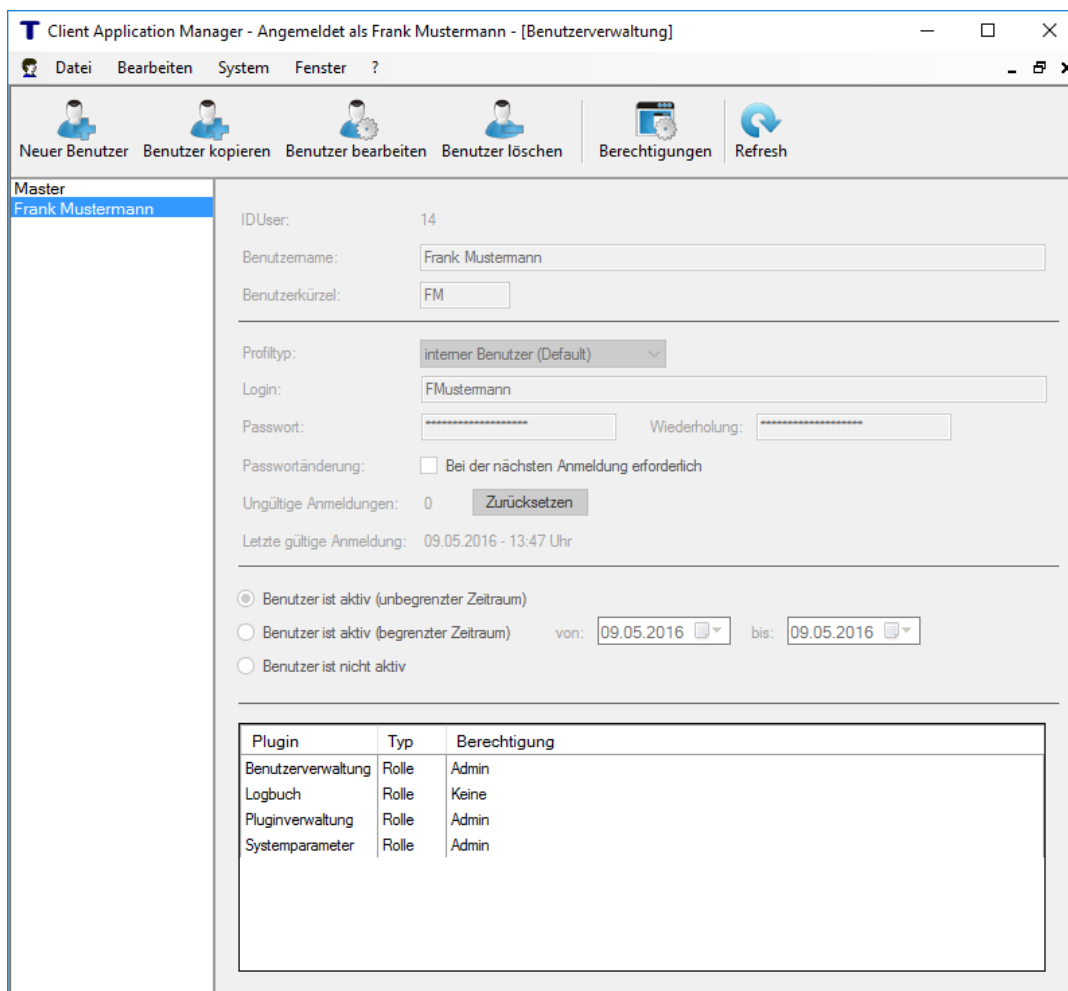 Client Application Manager - Angemeldet als Frank Mustermann - [Benutzerverwaltung]
Datei Bearbeiten System Fenster ?
Neuer Benutzer Benutzer kopieren Benutzer bearbeiten Benutzer löschen Berechtigungen Refresh
Master
Frank Mustermann
IDUser: 14
Benutzername: Frank Mustermann
Benutzerkürzel: FM
Profiltyp: interner Benutzer (Default)
Login: FMustermann
Passwort: ******************* Wiederholung: *******************
Passwortänderung: Bei der nächsten Anmeldung erforderlich
Ungültige Anmeldungen: 0 Zurücksetzen
Letzte gültige Anmeldung: 09.05.2016 - 13:47 Uhr
Benutzer ist aktiv (unbegrenzter Zeitraum)
Benutzer ist aktiv (begrenzter Zeitraum) von: 09.05.2016 bis: 09.05.2016
Benutzer ist nicht aktiv
Plugin Typ Berechtigung
Benutzerverwaltung Rolle Admin
Logbuch Rolle Keine
Pluginverwaltung Rolle Admin
Systemparameter Rolle Admin